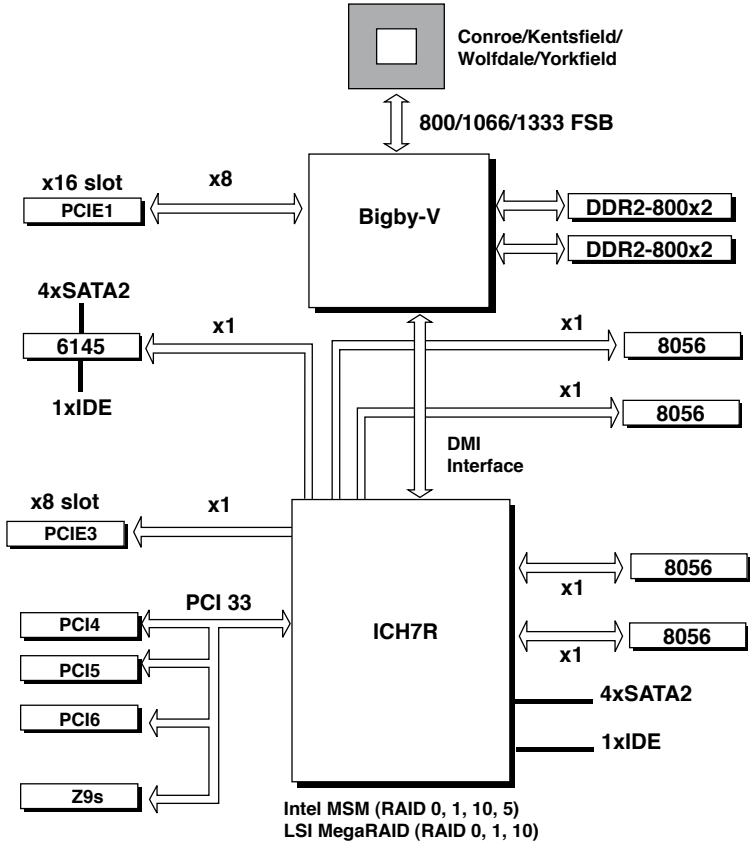 Conroe/Kentsfield/
Wolfdale/Yorkfield
800/1066/1333 FSB
x16 slot
x8
PCIE1
Bigby-V
DDR2-800x2
DDR2-800x2
4xSATA2
x1
6145
1xIDE
x1
8056
x1
8056
DMI
Interface
x8 slot
x1
PCIE3
PCI 33
PCI4
PCI5
PCI6
Z9s
ICH7R
8056
x1
8056
x1
4xSATA2
1xIDE
Intel MSM (RAID 0, 1, 10, 5)
LSI MegaRAID (RAID 0, 1, 10)